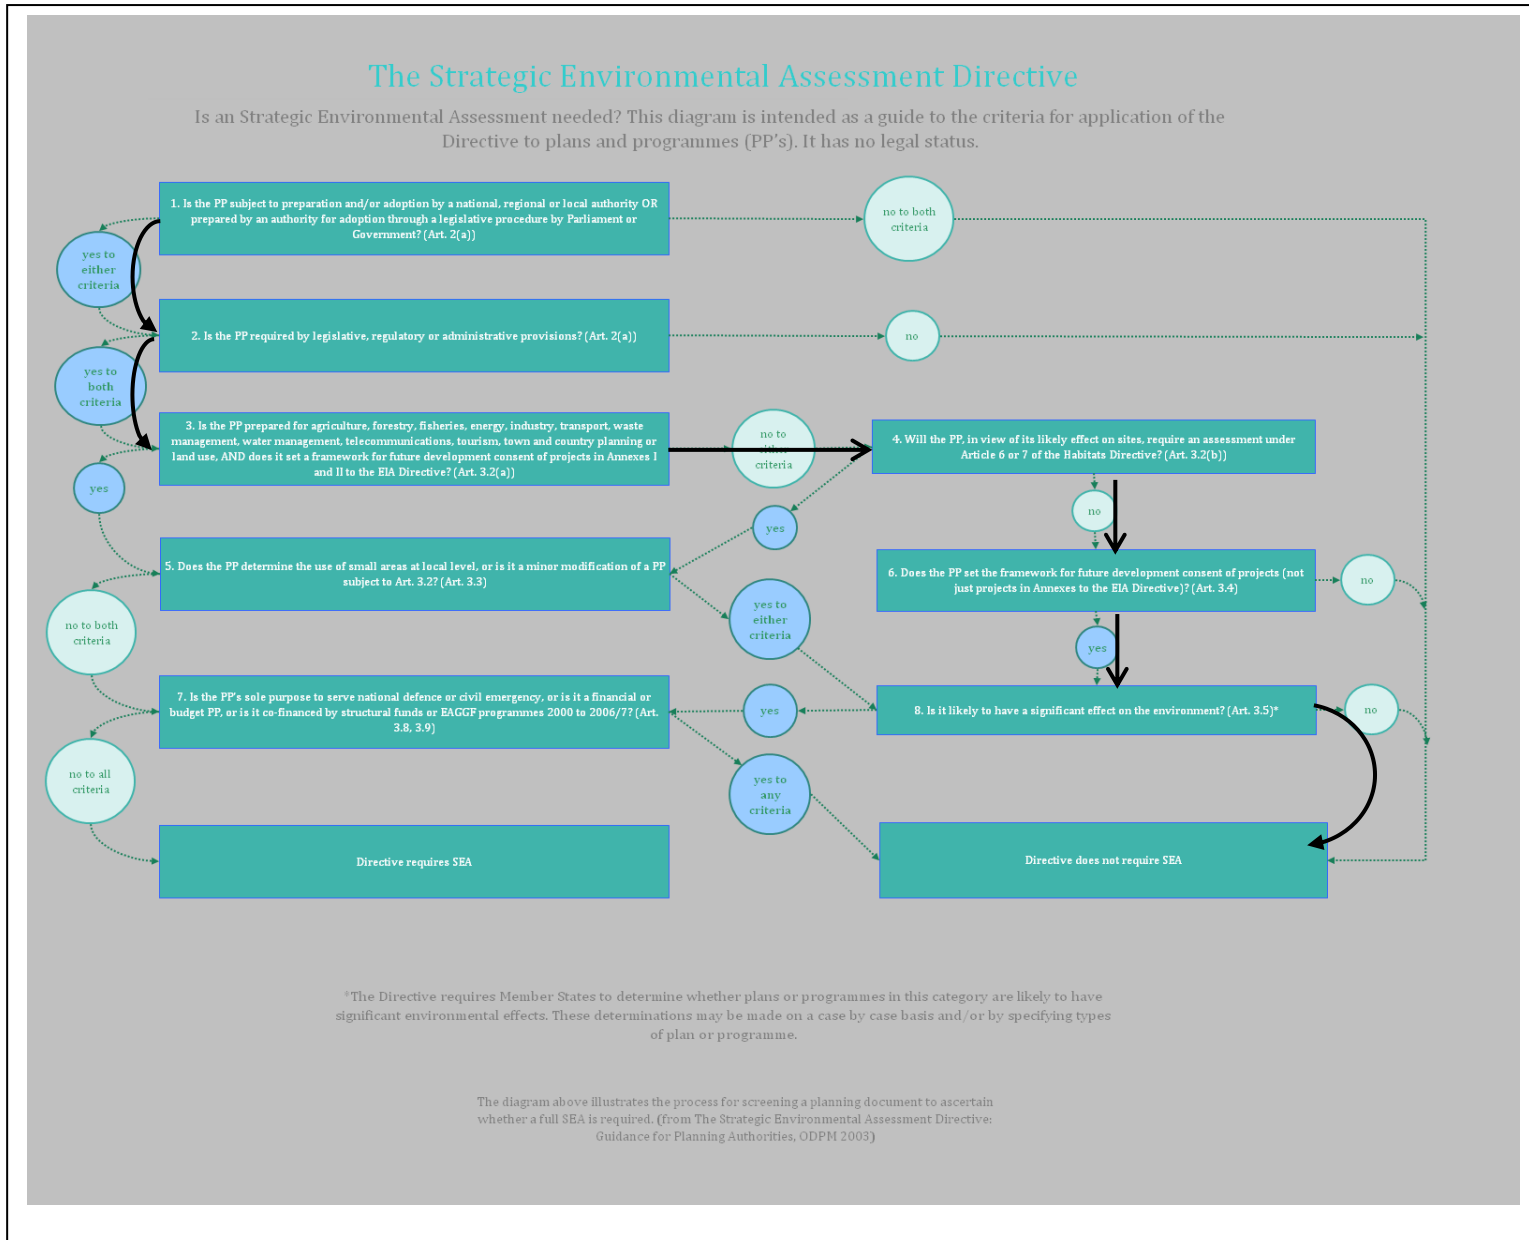 The Strategic Environmental Assessment Directive
Is an Strategic Environmental Assessment needed? This diagram is intended as a guide to the criteria for application of the
Directive to plans and programmes (PP's). It has no legal status.
1. Is the PP subject to preparation and/or adoption by a national, regional or local authority OR
prepared by an authority for adoption through a legislative procedure by Parliament or
Government? (Art. 2(a))
no to both
criteria
yes to
either
criteria
2. Is the PP required by legislative, regulatory or administrative provisions? (Art. 2(a))
no
yes to
both
criteria
3. Is the PP prepared for agriculture, forestry, fisheries, energy, industry, transport, waste
management, water management, telecommunications, tourism, town and country planning or
land use, AND does it set a framework for future development consent of projects in Annexes I
and II to the EIA Directive? (Art. 3.2(a))
no to
either
criteria
4. Will the PP, in view of its likely effect on sites, require an assessment under
Article 6 or 7 of the Habitats Directive? (Art. 3.2(b))
yes
no
yes
5. Does the PP determine the use of small areas at local level, or is it a minor modification of a PP
subject to Art. 3.2? (Art. 3.3)
6. Does the PP set the framework for future development consent of projects (not
just projects in Annexes to the EIA Directive)? (Art. 3.4)
no
no to both
criteria
yes to
either
criteria
yes
7. Is the PP's sole purpose to serve national defence or civil emergency, or is it a financial or
budget PP, or is it co-financed by structural funds or EAGGF programmes 2000 to 2006/7? (Art.
3.8, 3.9)
yes
8. Is it likely to have a significant effect on the environment? (Art. 3.5)*
no
no to all
criteria
yes to
any
criteria
Directive requires SEA
Directive does not require SEA
*The Directive requires Member States to determine whether plans or programmes in this category are likely to have
significant environmental effects. These determinations may be made on a case by case basis and/or by specifying types
of plan or programme.
The diagram above illustrates the process for screening a planning document to ascertain
whether a full SEA is required. (from The Strategic Environmental Assessment Directive:
Guidance for Planning Authorities, ODPM 2003)